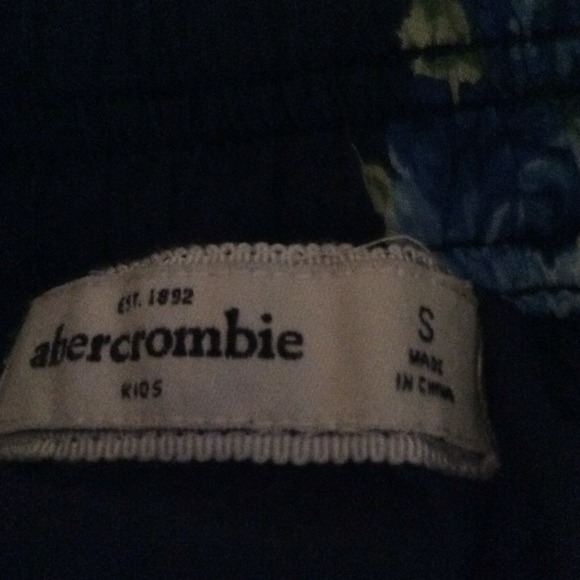 EST. 1892
abercrombie
KIDS
S
MADE
IN CHINA